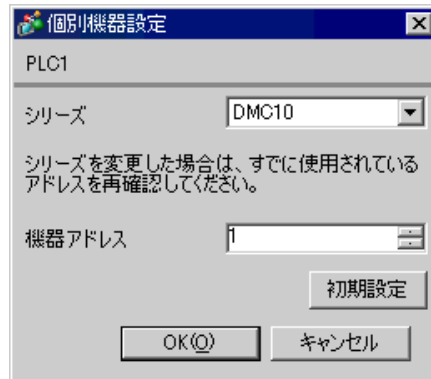 個別機器設定
PLC1
シリーズ DMC10
シリーズを変更した場合は、すでに使用されている
アドレスを再確認してください。
機器アドレス 1
初期設定
OK(O) キャンセル